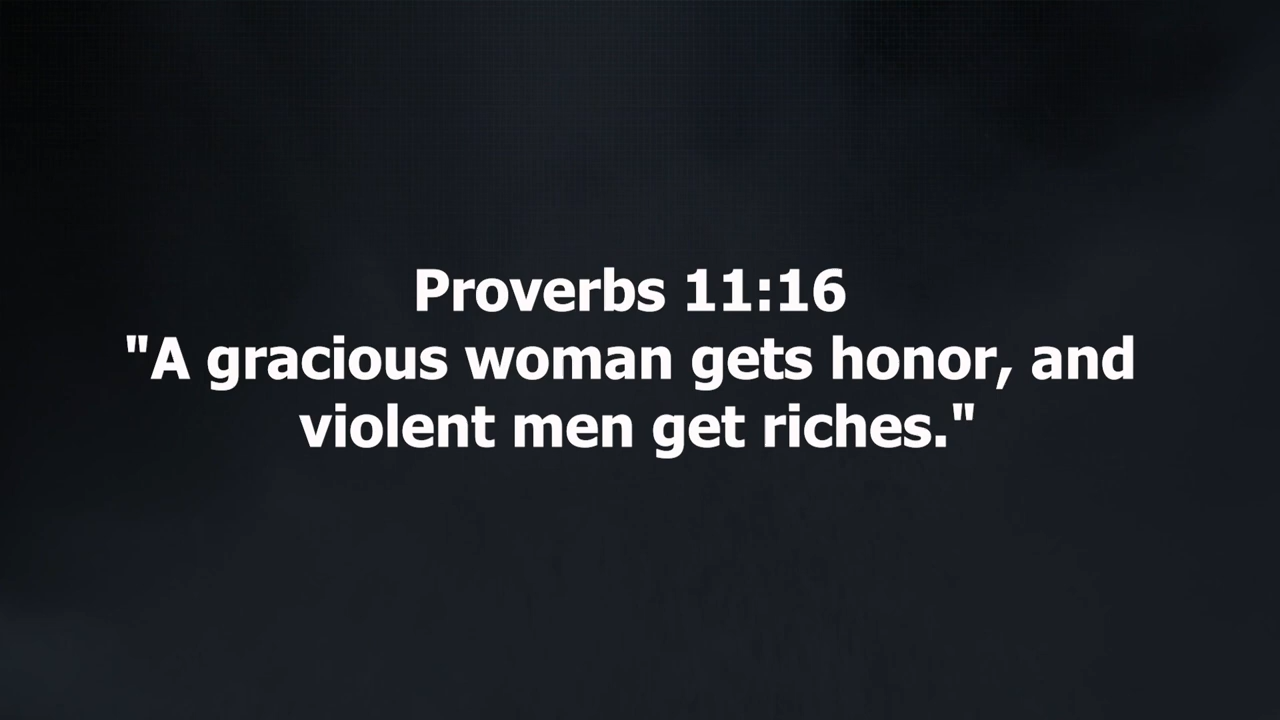 Proverbs 11:16
"A gracious woman gets honor, and
violent men get riches."